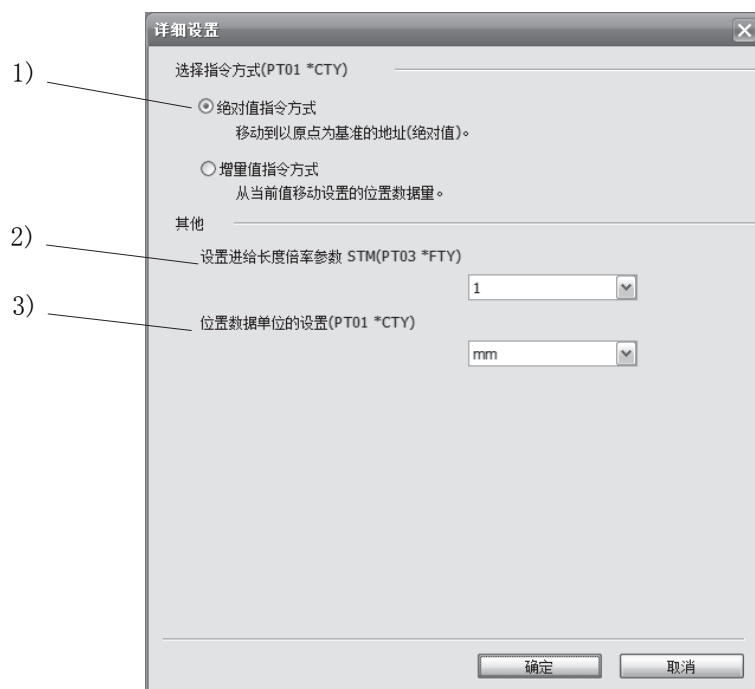 详细设置
1)
选择指令方式(PT01 *CTY)
绝对值指令方式
移动到以原点为基准的地址(绝对值)。
增量值指令方式
从当前值移动设置的位置数据量。
其他
2)
设置进给长度倍率参数 STM(PT03 *FTY)
1
3)
位置数据单位的设置(PT01 *CTY)
mm
确定
取消